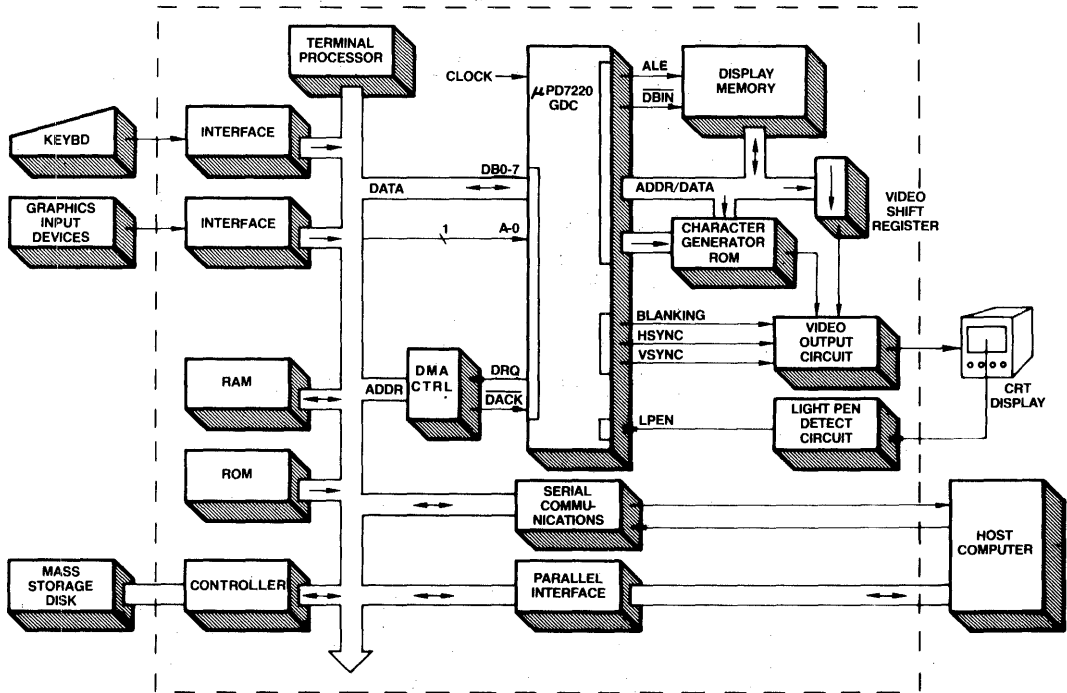 TERMINAL
PROCESSOR
CLOCK
µPD7220
GDC
ALE
DBIN
DISPLAY
MEMORY
KEYBD
INTERFACE
DATA
DB0-7
ADDR/DATA
VIDEO
SHIFT
REGISTER
GRAPHICS
INPUT
DEVICES
INTERFACE
1
A-0
CHARACTER
GENERATOR
ROM
BLANKING
HSYNC
VSYNC
VIDEO
OUTPUT
CIRCUIT
CRT
DISPLAY
RAM
ADDR
DMA
CTRL
DRQ
DACK
LPEN
LIGHT PEN
DETECT
CIRCUIT
ROM
SERIAL
COMMU-
NICATIONS
HOST
COMPUTER
MASS
STORAGE
DISK
CONTROLLER
PARALLEL
INTERFACE